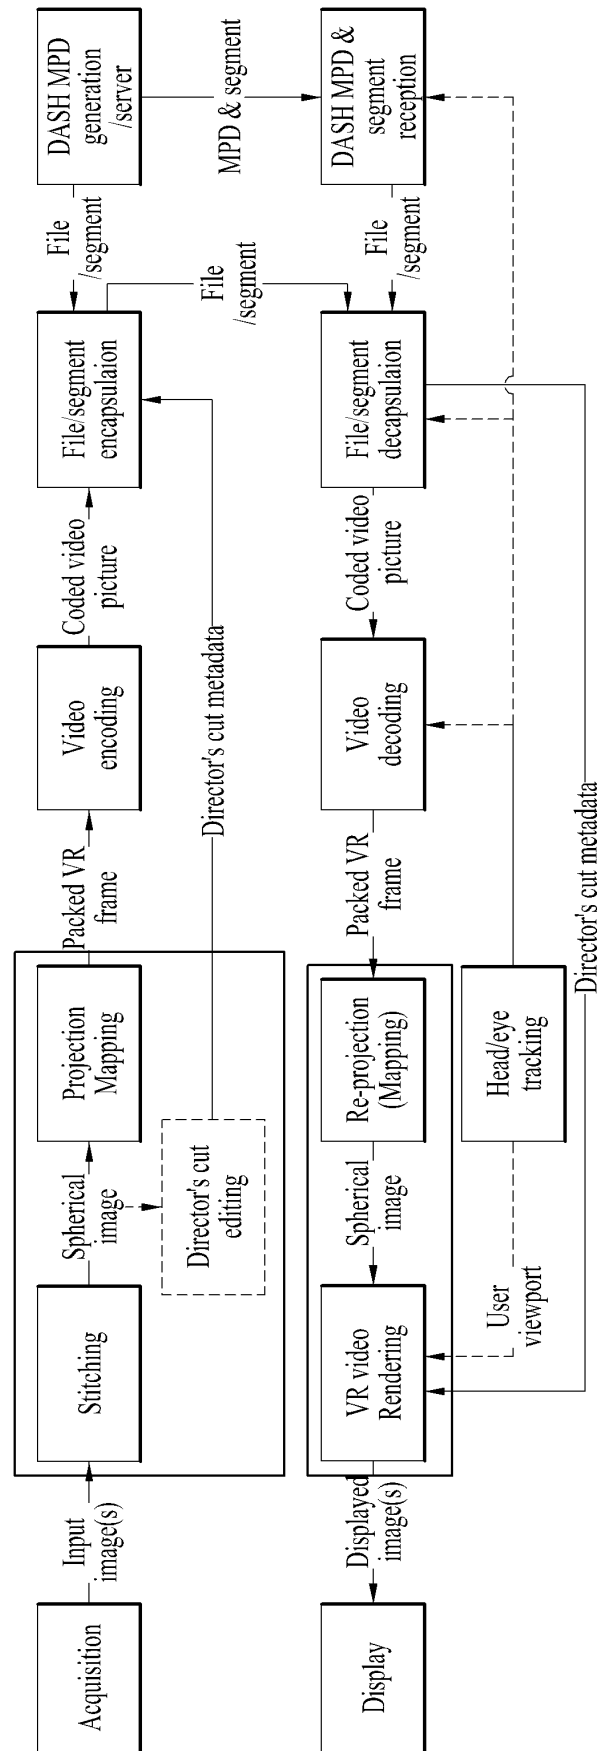 Acquisition
Input
image(s)
Stitching
Spherical
image
Projection
Mapping
Director's cut
editing
Packed VR
frame
Video
encoding
Coded video
picture
Director's cut metadata
File/segment
encapsulaion
File
/segment
DASH MPD
generation
/server
MPD & segment
File
/segment
DASH MPD &
segment
reception
File
/segment
File/segment
decapsulaion
Coded video
picture
Video
decoding
Packed VR
frame
Re-projection
(Mapping)
Spherical
image
VR video
Rendering
Displayed
image(s)
Display
Head/eye
tracking
User
viewport
Director's cut metadata